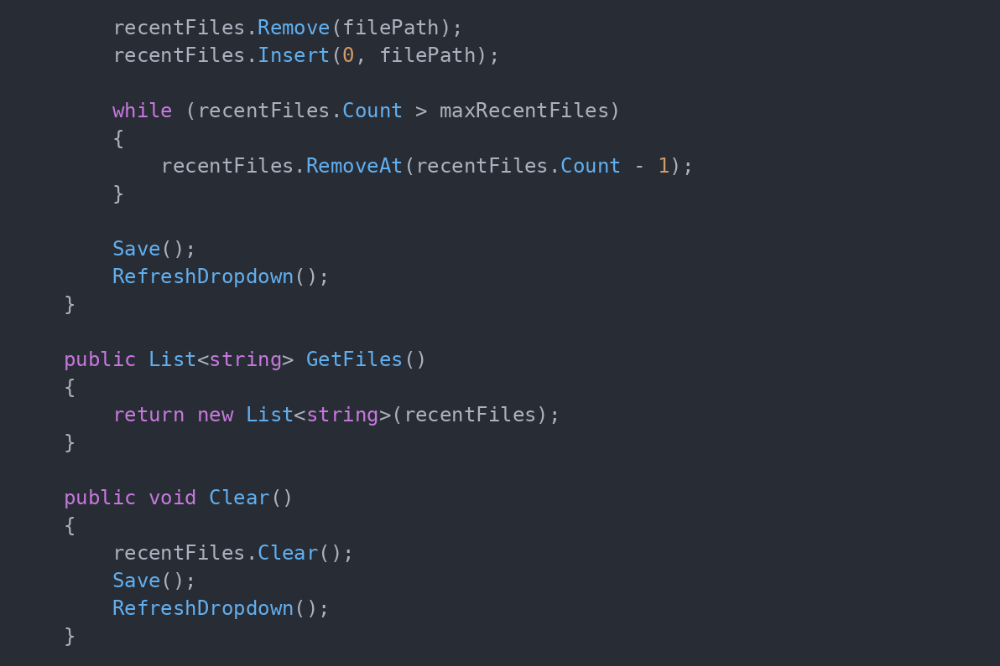 recentFiles.Remove(filePath);
        recentFiles.Insert(0, filePath);

        while (recentFiles.Count > maxRecentFiles)
        {
            recentFiles.RemoveAt(recentFiles.Count - 1);
        }

        Save();
        RefreshDropdown();
    }

    public List<string> GetFiles()
    {
        return new List<string>(recentFiles);
    }

    public void Clear()
    {
        recentFiles.Clear();
        Save();
        RefreshDropdown();
    }